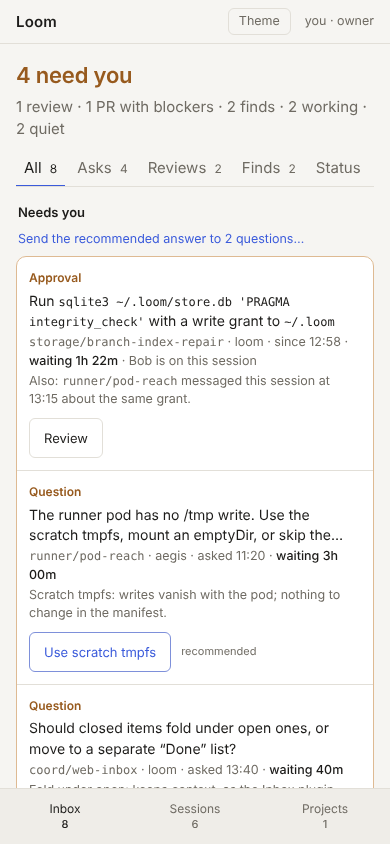 Loom
Theme
you · owner
4 need you
1 review · 1 PR with blockers · 2 finds · 2 working ·
2 quiet
All 8
Asks 4
Reviews 2
Finds 2
Status
Needs you
Send the recommended answer to 2 questions…
Approval
Run sqlite3 ~/.loom/store.db 'PRAGMA
integrity_check' with a write grant to ~/.loom
storage/branch-index-repair · loom · since 12:58 ·
waiting 1h 22m · Bob is on this session
Also: runner/pod-reach messaged this session at
13:15 about the same grant.
Review
Question
The runner pod has no /tmp write. Use the
scratch tmpfs, mount an emptyDir, or skip the…
runner/pod-reach · aegis · asked 11:20 · waiting 3h
00m
Scratch tmpfs: writes vanish with the pod; nothing to
change in the manifest.
Use scratch tmpfs
recommended
Question
Should closed items fold under open ones, or
move to a separate “Done” list?
coord/web-inbox · loom · asked 13:40 · waiting 40m
Inbox
8
Sessions
6
Projects
1